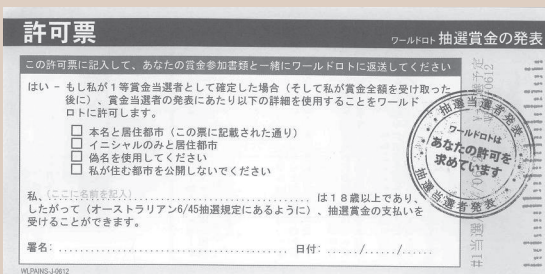 許可票
ワールドロト 抽選賞金の発表
この許可票に記入して、あなたの賞金参加書類と一緒にワールドロトに返送してください
はい - もし私が1等賞金当選者として確定した場合(そして私が賞金全額を受け取った
後に)、賞金当選者の発表にあたり以下の詳細を使用することをワールド
ロトに許可します。
本名と居住都市(この票に記載された通り)
イニシャルのみと居住都市
偽名を使用してください
私が住む都市を公開しないでください
私、(ここに名前を記入) は18歳以上であり、
したがって(オーストラリアン6/45抽選規定にあるように)、抽選賞金の支払いを
受けることができます。
署名: 日付: ....../....../......
WLPAINS-J-0612
抽選当選者発表
ワールドロトは
あなたの許可を
求めています
抽選当選者発表
#1当選